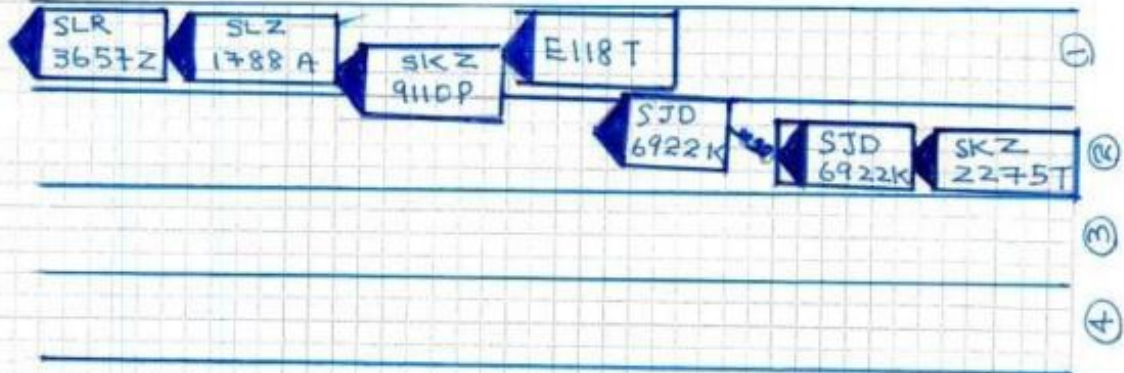 SLR
3657Z
SLZ
1788 A
SKZ
9110P
E118T
SJD
6922K
SJD
6922K
SKZ
2275T
①
②
③
④